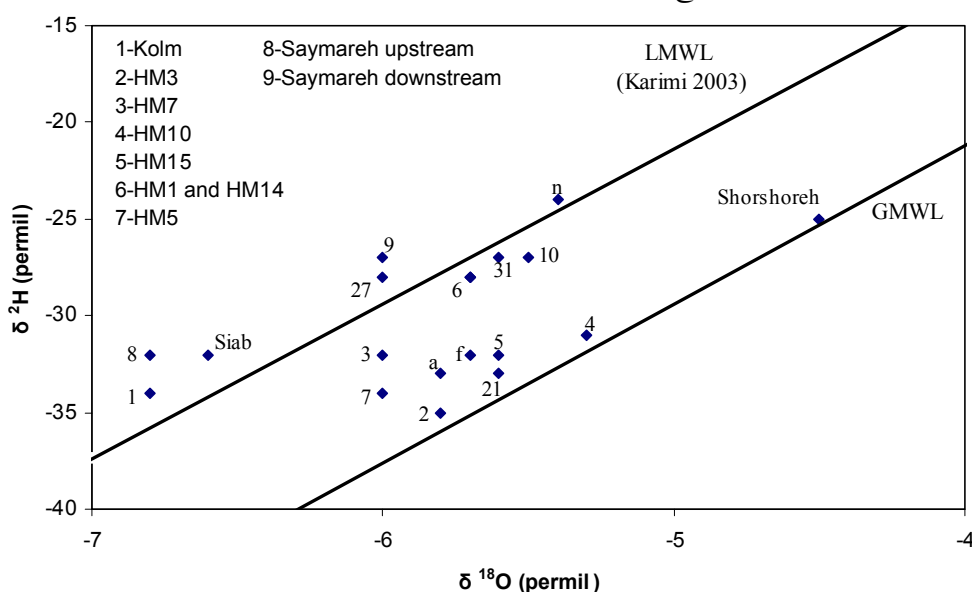 -15
-20
-25
-30
-35
-40
-7
-6
-5
-4
δ ²H (permil)
δ ¹⁸O (permil)
1-Kolm
2-HM3
3-HM7
4-HM10
5-HM15
6-HM1 and HM14
7-HM5
8-Saymareh upstream
9-Saymareh downstream
LMWL
(Karimi 2003)
n
Shorshoreh
GMWL
9
27
6
31
10
8
Siab
1
3
7
a
f
5
21
2
4